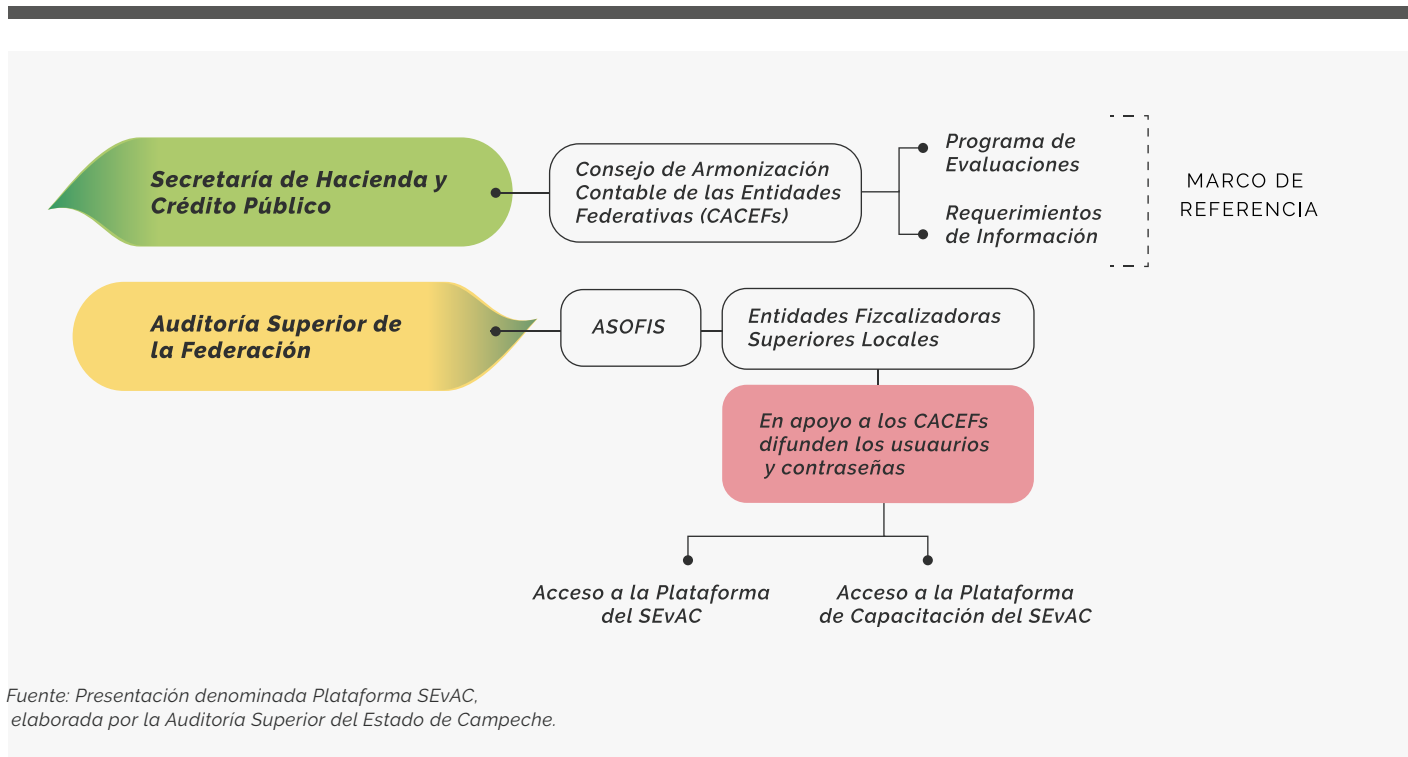 Secretaría de Hacienda y
Crédito Público
Consejo de Armonización
Contable de las Entidades
Federativas (CACEFs)
Programa de
Evaluaciones
Requerimientos
de Información
MARCO DE
REFERENCIA
Auditoría Superior de
la Federación
ASOFIS
Entidades Fizcalizadoras
Superiores Locales
En apoyo a los CACEFs
difunden los usuaurios
y contraseñas
Acceso a la Plataforma
del SEvAC
Acceso a la Plataforma
de Capacitación del SEvAC
Fuente: Presentación denominada Plataforma SEvAC,
elaborada por la Auditoría Superior del Estado de Campeche.